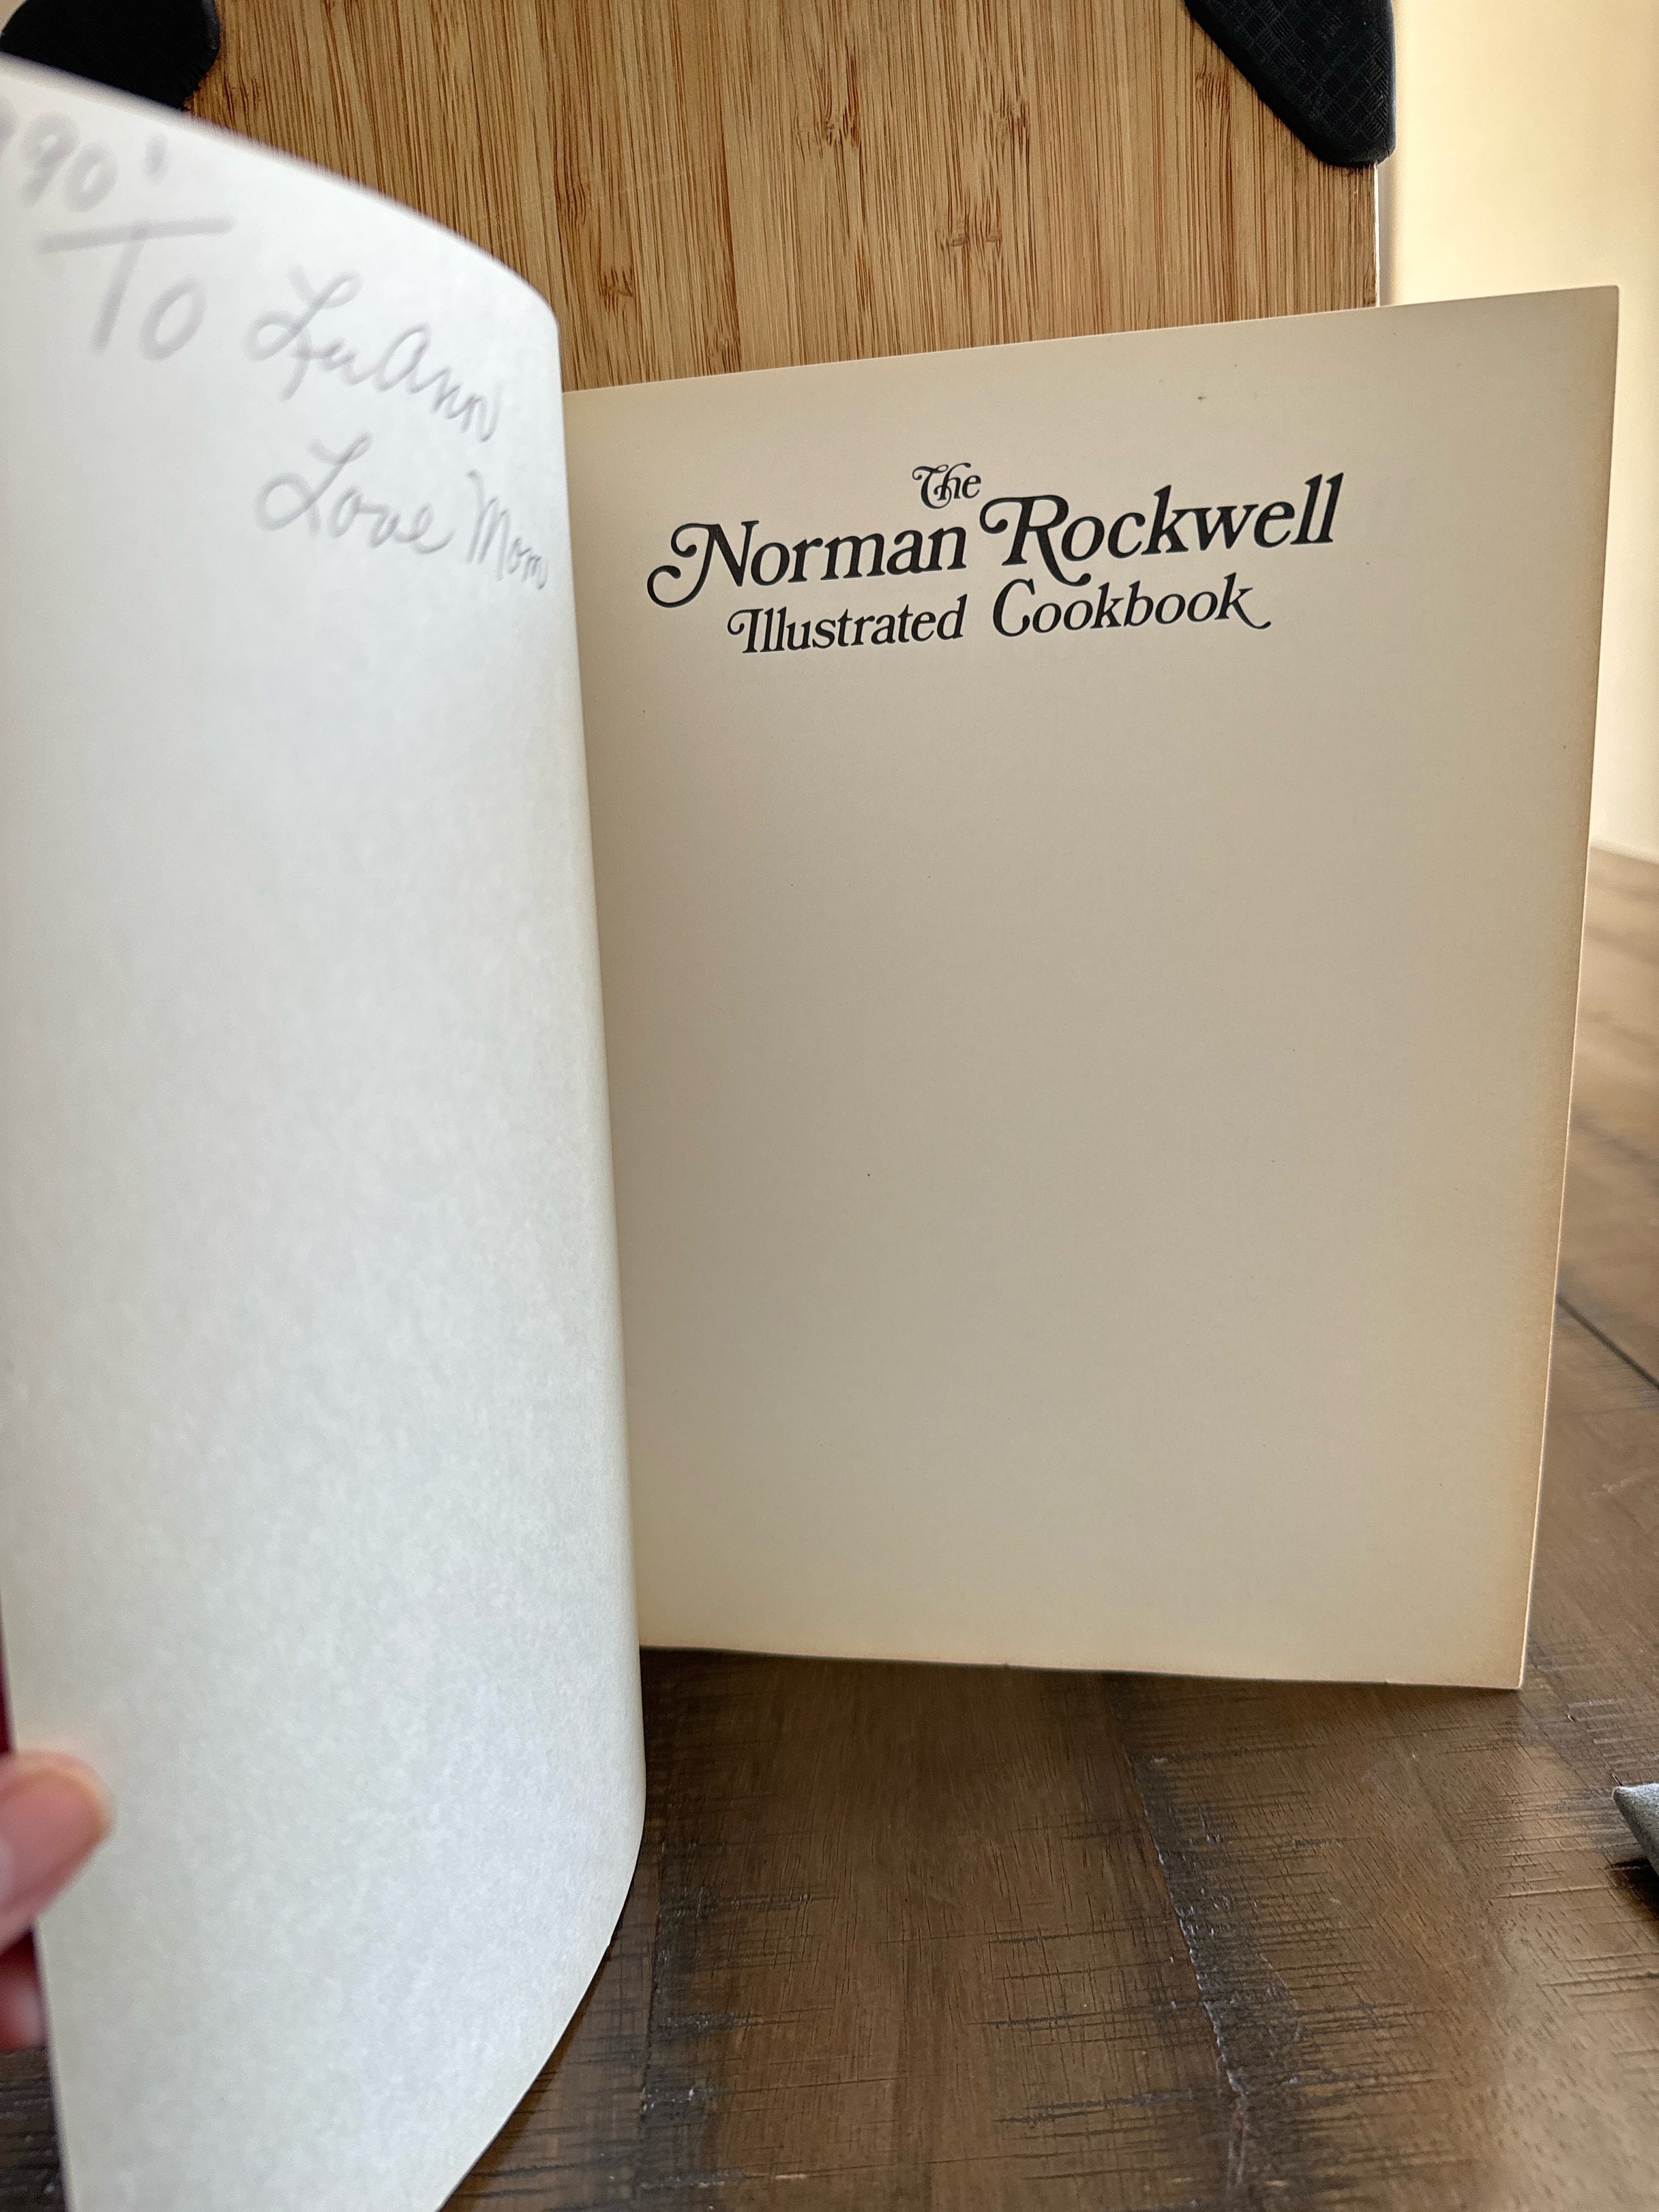 90'
To LuAnn
Love Mom
The
Norman Rockwell
Illustrated Cookbook